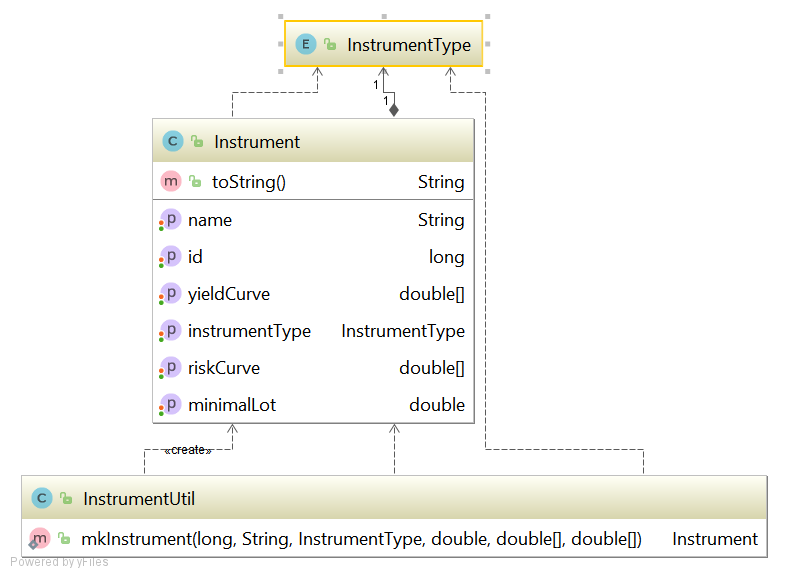 E InstrumentType
1
1
C Instrument
m toString() String
p name String
p id long
p yieldCurve double[]
p instrumentType InstrumentType
p riskCurve double[]
p minimalLot double
«create»
C InstrumentUtil
m mkInstrument(long, String, InstrumentType, double, double[], double[]) Instrument
Powered by yFiles